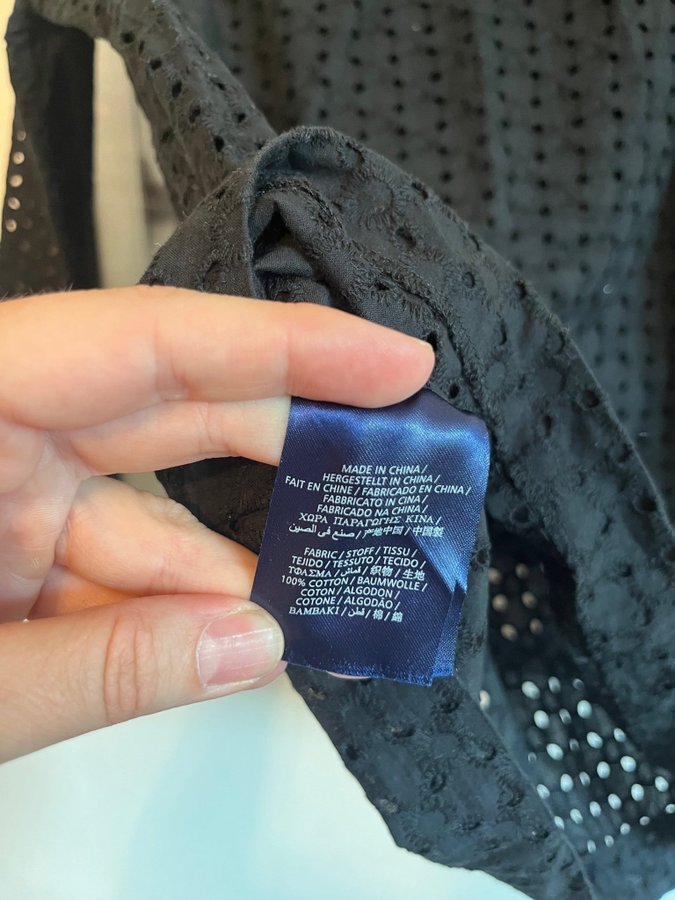 MADE IN CHINA /
HERGESTELLT IN CHINA /
FAIT EN CHINE / FABRICADO EN CHINA /
FABBRICATO IN CINA /
FABRICADO NA CHINA /
ΧΩΡΑ ΠΑΡΑΓΩΓΗΣ ΚΙΝΑ /
صنع في الصين / 产地中国 / 中国製
FABRIC / STOFF / TISSU /
TEJIDO / TESSUTO / TECIDO /
ΥΦΑΣΜΑ / قماش / 织物 / 生地
100% COTTON / BAUMWOLLE /
COTON / ALGODON /
COTONE / ALGODÃO /
ΒΑΜΒΑΚΙ / قطن / 棉 / 綿